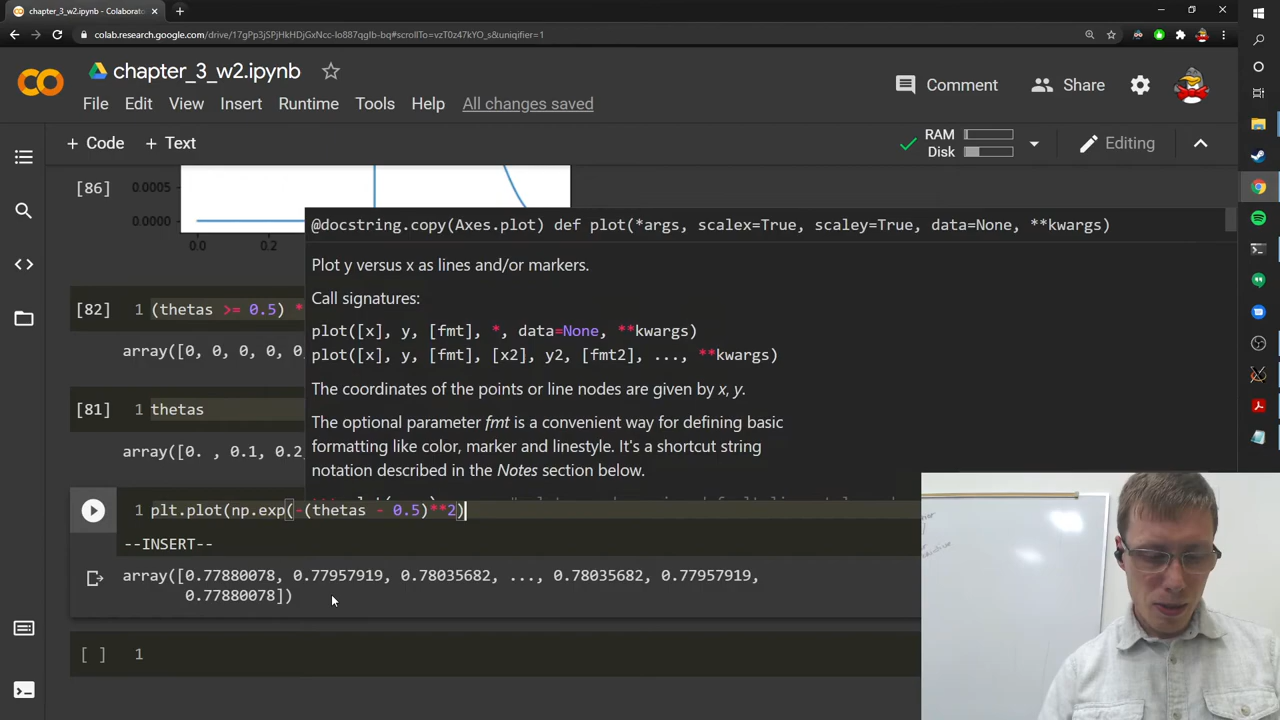 chapter_3_w2.ipynb - Colaborato
colab.research.google.com/drive/17gPp3jSPjHkHDjGxNcc-lo887qgIb-bq#scrollTo=vzT0z47kYO_s&uniqifier=1
chapter_3_w2.ipynb
Comment
Share
File Edit View Insert Runtime Tools Help All changes saved
+ Code + Text
RAM
Disk
Editing
[86]
0.0005
0.0000
0.0 0.2
@docstring.copy(Axes.plot) def plot(*args, scalex=True, scaley=True, data=None, **kwargs)
Plot y versus x as lines and/or markers.
Call signatures:
plot([x], y, [fmt], *, data=None, **kwargs)
plot([x], y, [fmt], [x2], y2, [fmt2], ..., **kwargs)
The coordinates of the points or line nodes are given by x, y.
The optional parameter fmt is a convenient way for defining basic
formatting like color, marker and linestyle. It's a shortcut string
notation described in the Notes section below.
[82] 1 (thetas >= 0.5) *
array([0, 0, 0, 0, 0,
[81] 1 thetas
array([0. , 0.1, 0.2,
1 plt.plot(np.exp(-(thetas - 0.5)**2)
--INSERT--
array([0.77880078, 0.77957919, 0.78035682, ..., 0.78035682, 0.77957919,
0.77880078])
[ ] 1